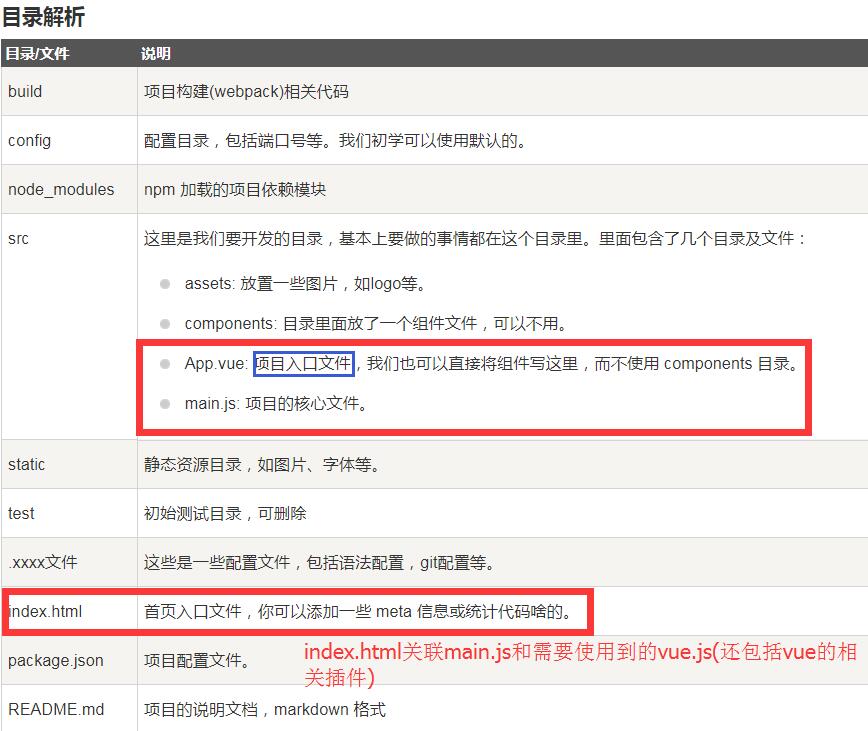 目录解析
目录/文件 说明
build 项目构建(webpack)相关代码
config 配置目录，包括端口号等。我们初学可以使用默认的。
node_modules npm 加载的项目依赖模块
src 这里是我们要开发的目录，基本上要做的事情都在这个目录里。里面包含了几个目录及文件：
assets: 放置一些图片，如logo等。
components: 目录里面放了一个组件文件，可以不用。
App.vue: 项目入口文件，我们也可以直接将组件写这里，而不使用 components 目录。
main.js: 项目的核心文件。
static 静态资源目录，如图片、字体等。
test 初始测试目录，可删除
.xxxx文件 这些是一些配置文件，包括语法配置，git配置等。
index.html 首页入口文件，你可以添加一些 meta 信息或统计代码啥的。
package.json 项目配置文件。
index.html关联main.js和需要使用到的vue.js(还包括vue的相
关插件)
README.md 项目的说明文档，markdown 格式